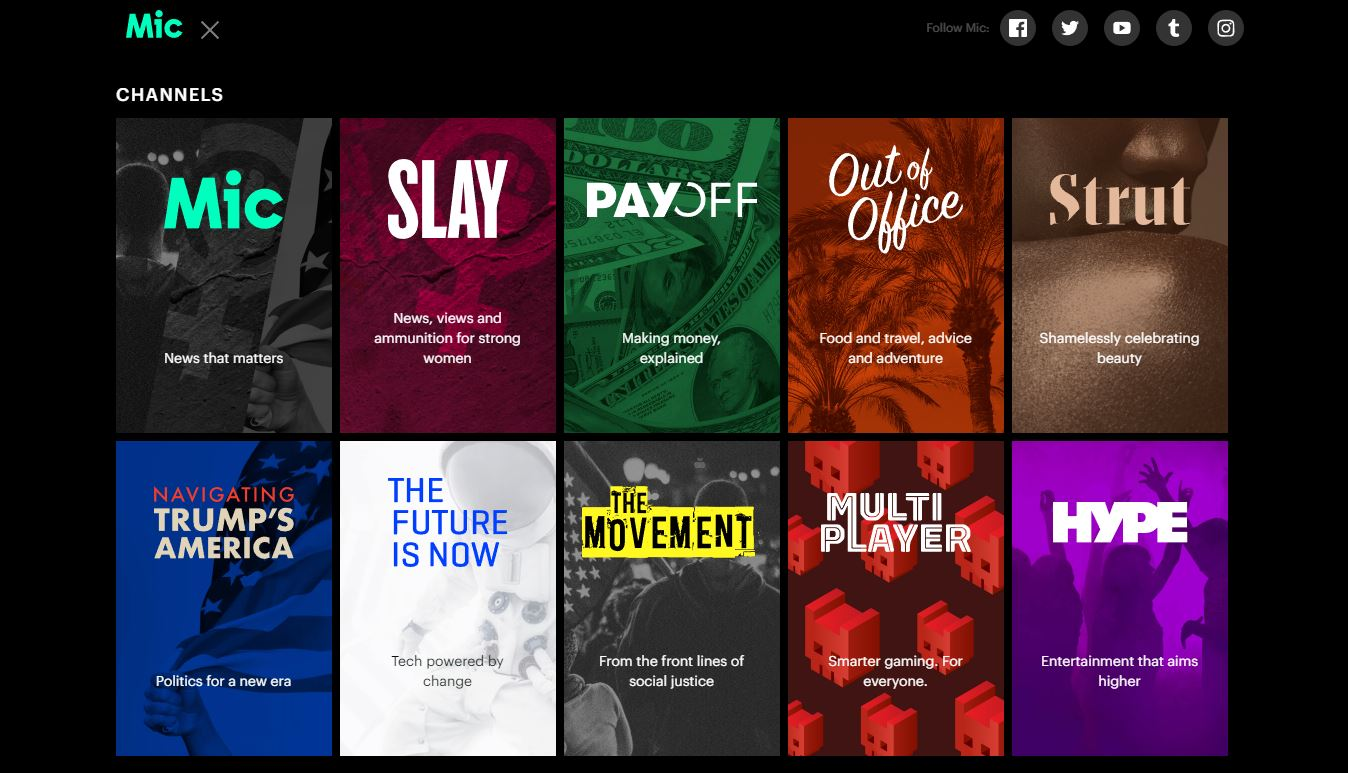 Mic
Follow Mic:
CHANNELS
Mic
News that matters
SLAY
News, views and
ammunition for strong
women
PAYOFF
Making money,
explained
Out of
Office
Food and travel, advice
and adventure
Strut
Shamelessly celebrating
beauty
NAVIGATING
TRUMP'S
AMERICA
Politics for a new era
THE
FUTURE
IS NOW
Tech powered by
change
THE
MOVEMENT
From the front lines of
social justice
MULTI
PLAYER
Smarter gaming. For
everyone.
HYPE
Entertainment that aims
higher